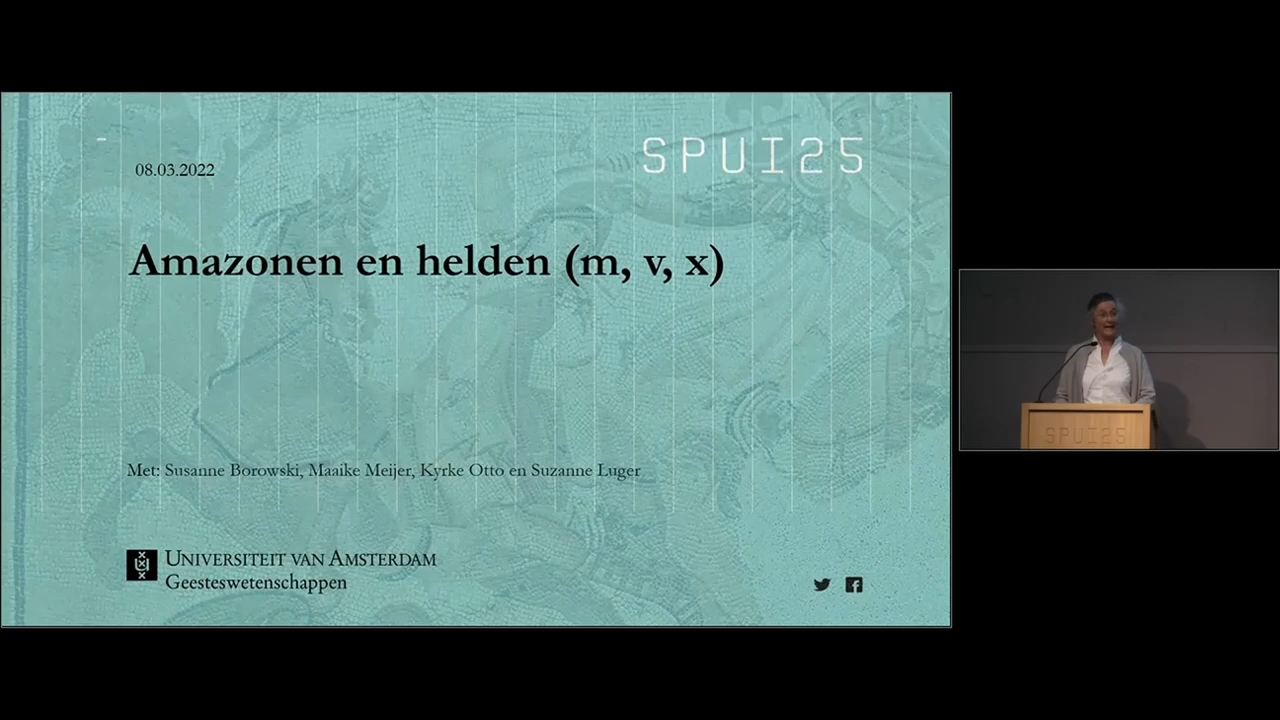 08.03.2022
SPUI25
Amazonen en helden (m, v, x)
Met: Susanne Borowski, Maaike Meijer, Kyrke Otto en Suzanne Luger
UNIVERSITEIT VAN AMSTERDAM
Geesteswetenschappen
SPUI25